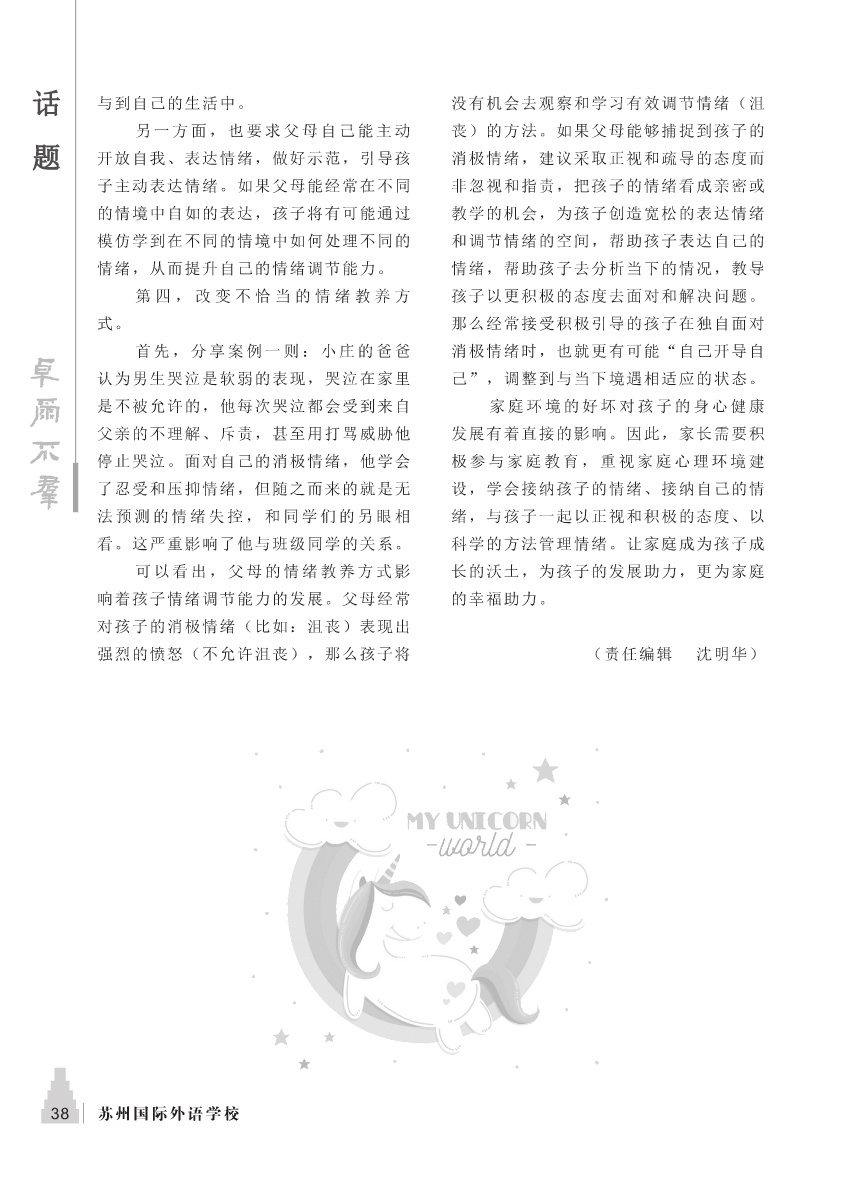 话
题
卓
尔
不
群
与到自己的生活中。
另一方面，也要求父母自己能主动
开放自我、表达情绪，做好示范，引导孩
子主动表达情绪。如果父母能经常在不同
的情境中自如的表达，孩子将有可能通过
模仿学到在不同的情境中如何处理不同的
情绪，从而提升自己的情绪调节能力。
第四，改变不恰当的情绪教养方
式。
首先，分享案例一则：小庄的爸爸
认为男生哭泣是软弱的表现，哭泣在家里
是不被允许的，他每次哭泣都会受到来自
父亲的不理解、斥责，甚至用打骂威胁他
停止哭泣。面对自己的消极情绪，他学会
了忍受和压抑情绪，但随之而来的就是无
法预测的情绪失控，和同学们的另眼相
看。这严重影响了他与班级同学的关系。
可以看出，父母的情绪教养方式影
响着孩子情绪调节能力的发展。父母经常
对孩子的消极情绪（比如：沮丧）表现出
强烈的愤怒（不允许沮丧），那么孩子将
没有机会去观察和学习有效调节情绪（沮
丧）的方法。如果父母能够捕捉到孩子的
消极情绪，建议采取正视和疏导的态度而
非忽视和指责，把孩子的情绪看成亲密或
教学的机会，为孩子创造宽松的表达情绪
和调节情绪的空间，帮助孩子表达自己的
情绪，帮助孩子去分析当下的情况，教导
孩子以更积极的态度去面对和解决问题。
那么经常接受积极引导的孩子在独自面对
消极情绪时，也就更有可能“自己开导自
己”，调整到与当下境遇相适应的状态。
家庭环境的好坏对孩子的身心健康
发展有着直接的影响。因此，家长需要积
极参与家庭教育，重视家庭心理环境建
设，学会接纳孩子的情绪、接纳自己的情
绪，与孩子一起以正视和积极的态度、以
科学的方法管理情绪。让家庭成为孩子成
长的沃土，为孩子的发展助力，更为家庭
的幸福助力。
（责任编辑　沈明华）
MY UNICORN
-world-
38
苏州国际外语学校